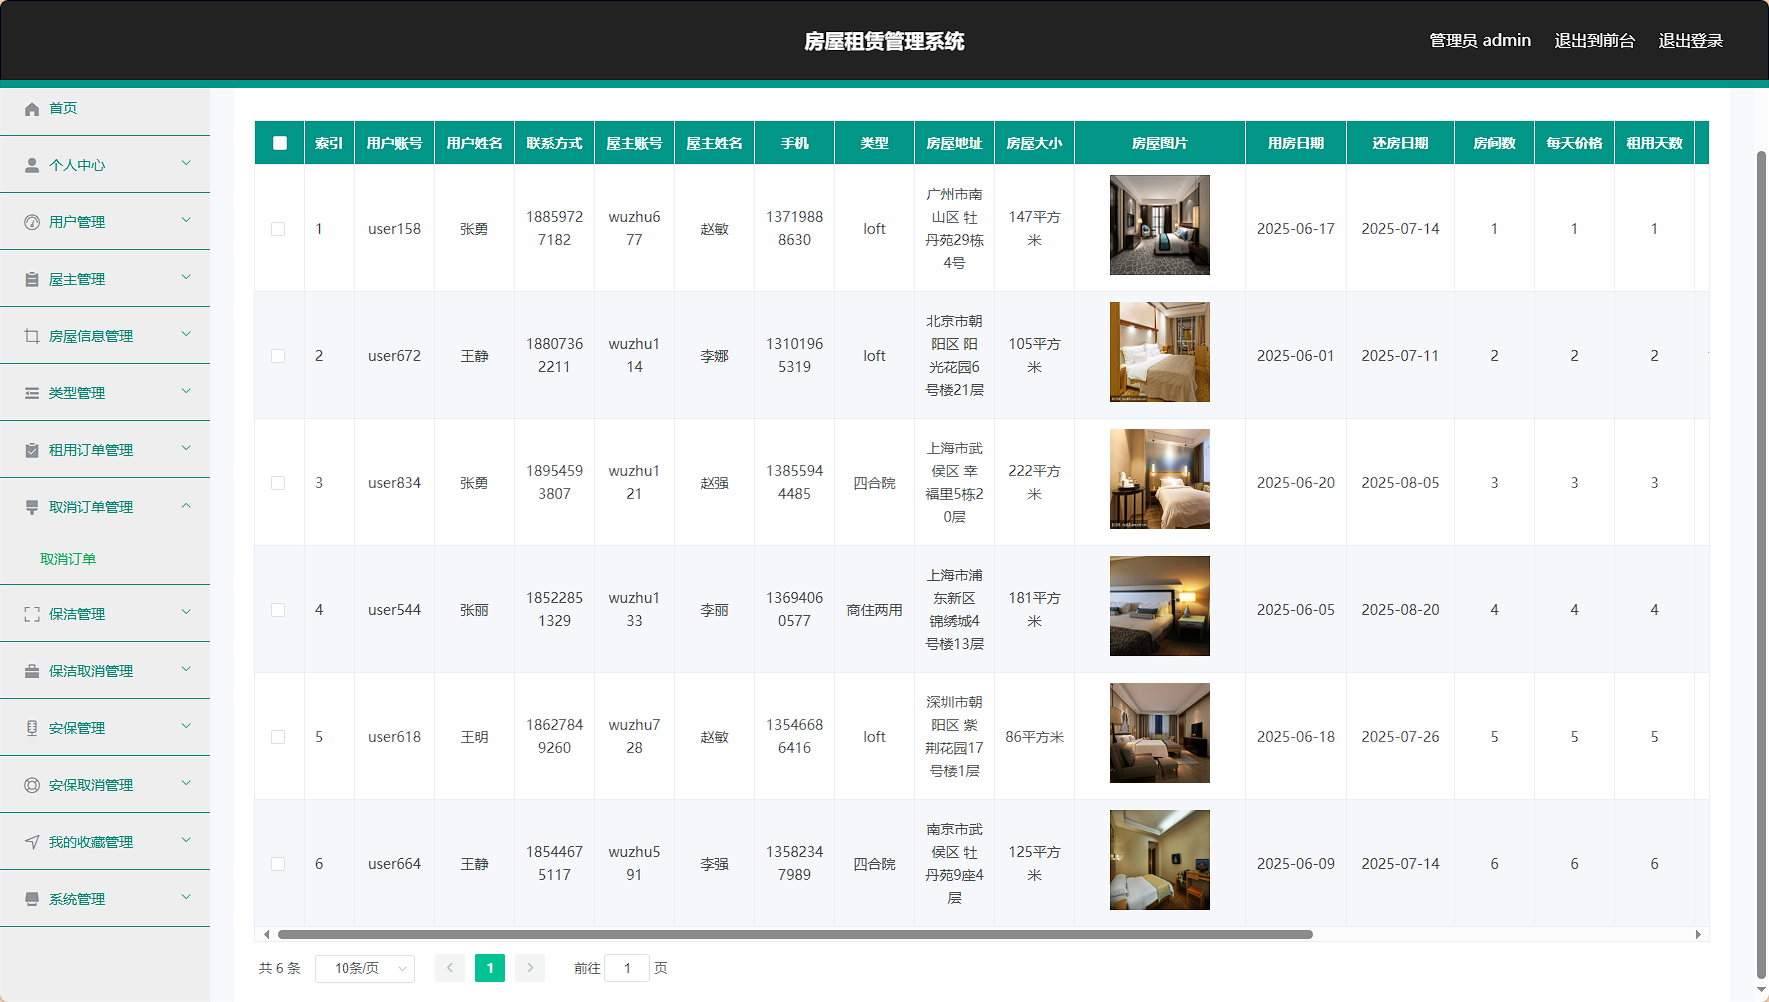 房屋租赁管理系统
管理员 admin 退出到前台 退出登录
首页
个人中心
用户管理
屋主管理
房屋信息管理
类型管理
租用订单管理
取消订单管理
取消订单
保洁管理
保洁取消管理
安保管理
安保取消管理
我的收藏管理
系统管理
索引 用户账号 用户姓名 联系方式 屋主账号 屋主姓名 手机 类型 房屋地址 房屋大小 房屋图片 用房日期 还房日期 房间数 每天价格 租用天数
1 user158 张勇 18859727182 wuzhu677 赵敏 13719888630 loft 广州市南山区 牡丹苑29栋4号 147平方米 2025-06-17 2025-07-14 1 1 1
2 user672 王静 18807362211 wuzhu114 李娜 13101965319 loft 北京市朝阳区 阳光花园6号楼21层 105平方米 2025-06-01 2025-07-11 2 2 2
3 user834 张勇 18954593807 wuzhu121 赵强 13855944485 四合院 上海市武侯区 幸福里5栋20层 222平方米 2025-06-20 2025-08-05 3 3 3
4 user544 张丽 18522851329 wuzhu133 李丽 13694060577 商住两用 上海市浦东新区 锦绣城4号楼13层 181平方米 2025-06-05 2025-08-20 4 4 4
5 user618 王明 18627849260 wuzhu728 赵敏 13546686416 loft 深圳市朝阳区 紫荆花园17号楼1层 86平方米 2025-06-18 2025-07-26 5 5 5
6 user664 王静 18544675117 wuzhu591 李强 13582347989 四合院 南京市武侯区 牡丹苑9座4层 125平方米 2025-06-09 2025-07-14 6 6 6
共 6 条 10条/页 1 前往 1 页